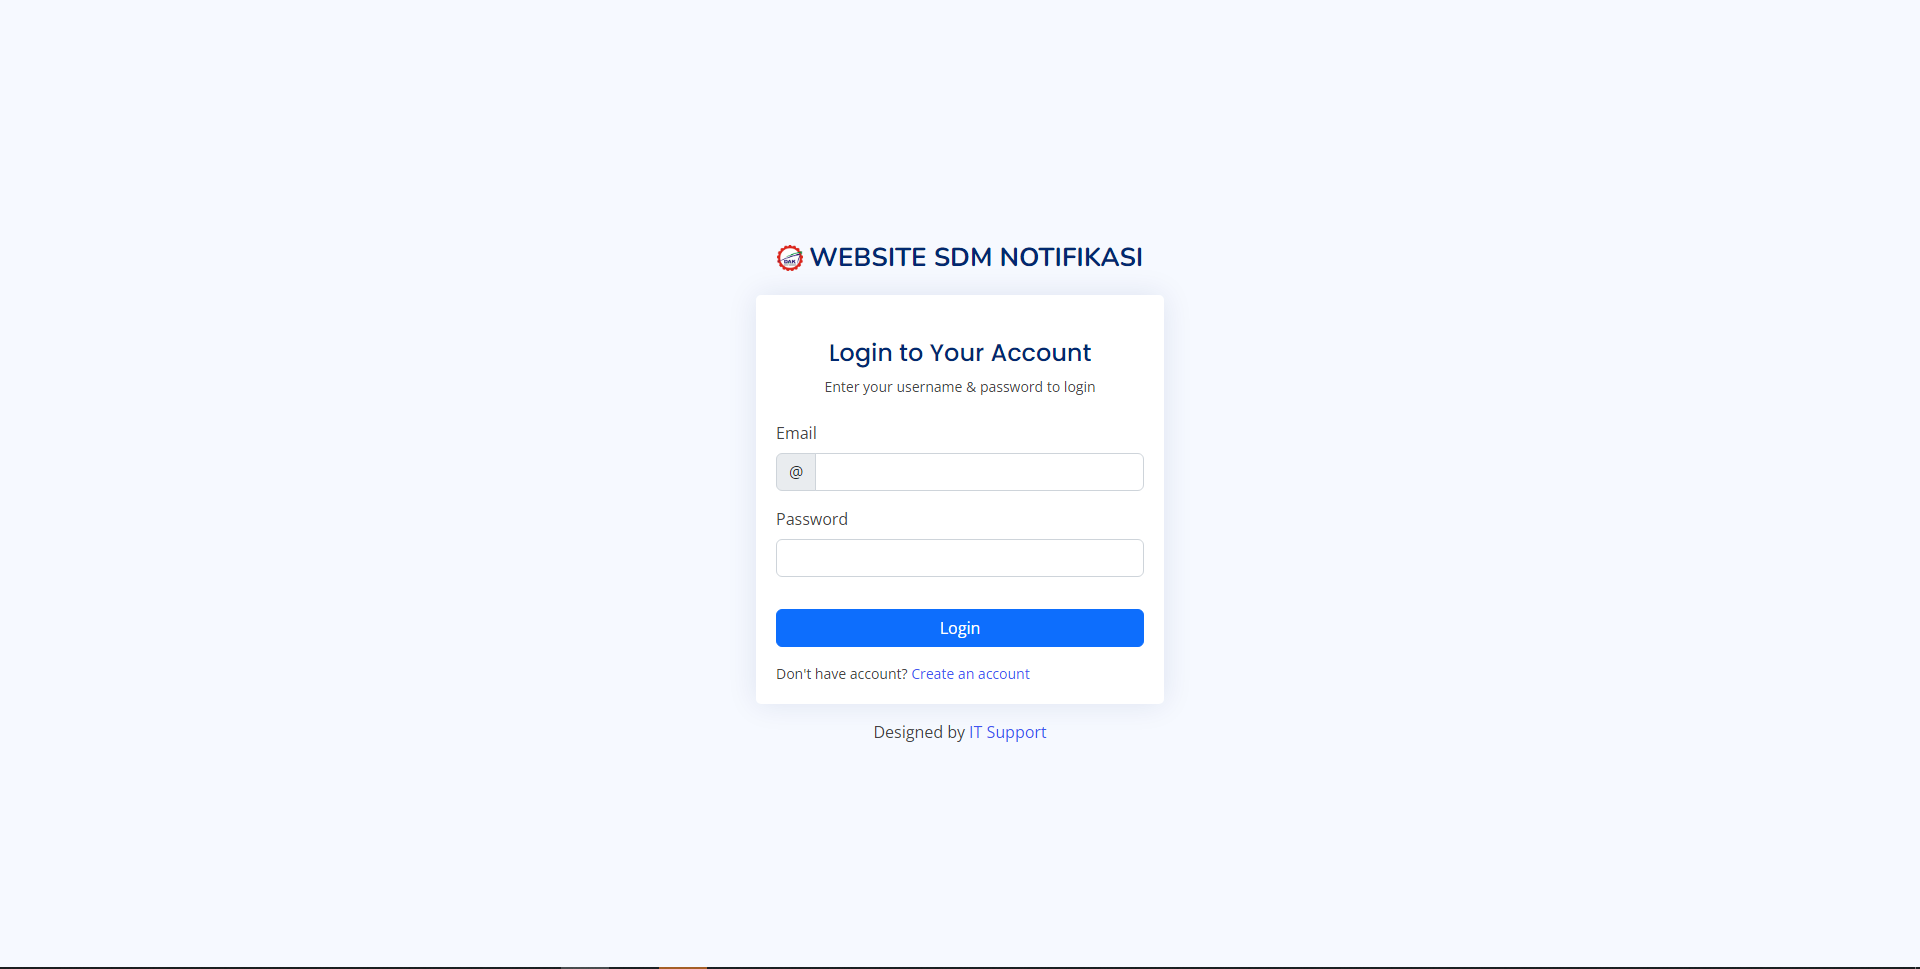 WEBSITE SDM NOTIFIKASI
Login to Your Account
Enter your username & password to login
Email
@
Password
Login
Don't have account? Create an account
Designed by IT Support